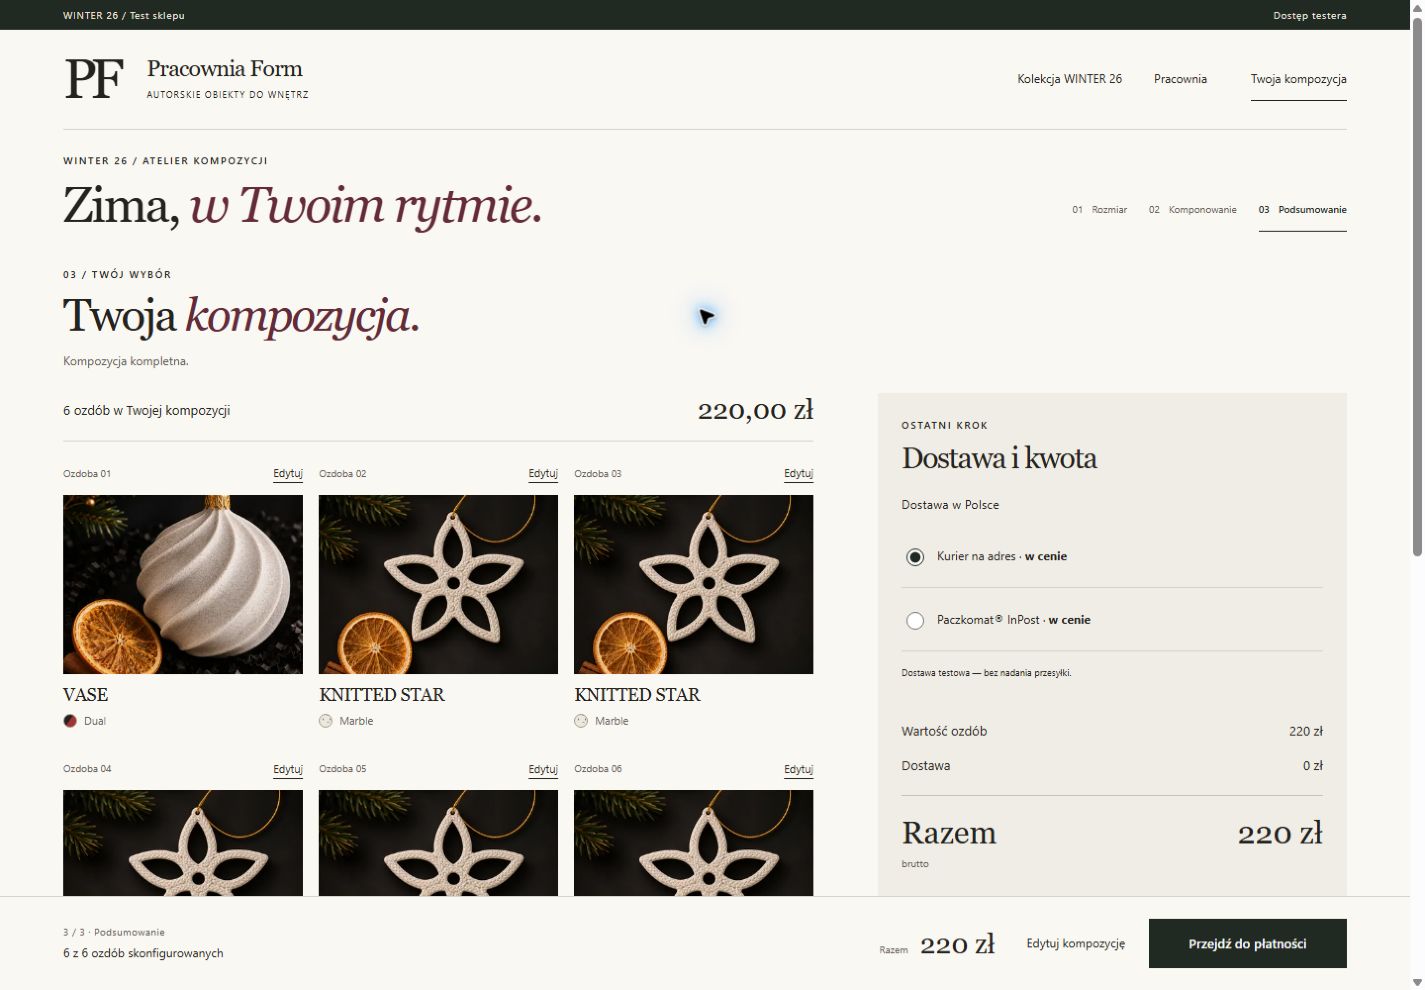 WINTER 26 / Test sklepu
Dostęp testera
PF
Pracownia Form
AUTORSKIE OBIEKTY DO WNĘTRZ
Kolekcja WINTER 26
Pracownia
Twoja kompozycja
WINTER 26 / ATELIER KOMPOZYCJI
Zima, w Twoim rytmie.
01 Rozmiar
02 Komponowanie
03 Podsumowanie
03 / TWÓJ WYBÓR
Twoja kompozycja.
Kompozycja kompletna.
6 ozdób w Twojej kompozycji
220,00 zł
Ozdoba 01
Edytuj
VASE
Dual
Ozdoba 02
Edytuj
KNITTED STAR
Marble
Ozdoba 03
Edytuj
KNITTED STAR
Marble
Ozdoba 04
Edytuj
Ozdoba 05
Edytuj
Ozdoba 06
Edytuj
OSTATNI KROK
Dostawa i kwota
Dostawa w Polsce
Kurier na adres · w cenie
Paczkomat® InPost · w cenie
Dostawa testowa — bez nadania przesyłki.
Wartość ozdób 220 zł
Dostawa 0 zł
Razem 220 zł
brutto
3 / 3 · Podsumowanie
6 z 6 ozdób skonfigurowanych
Razem 220 zł
Edytuj kompozycję
Przejdź do płatności